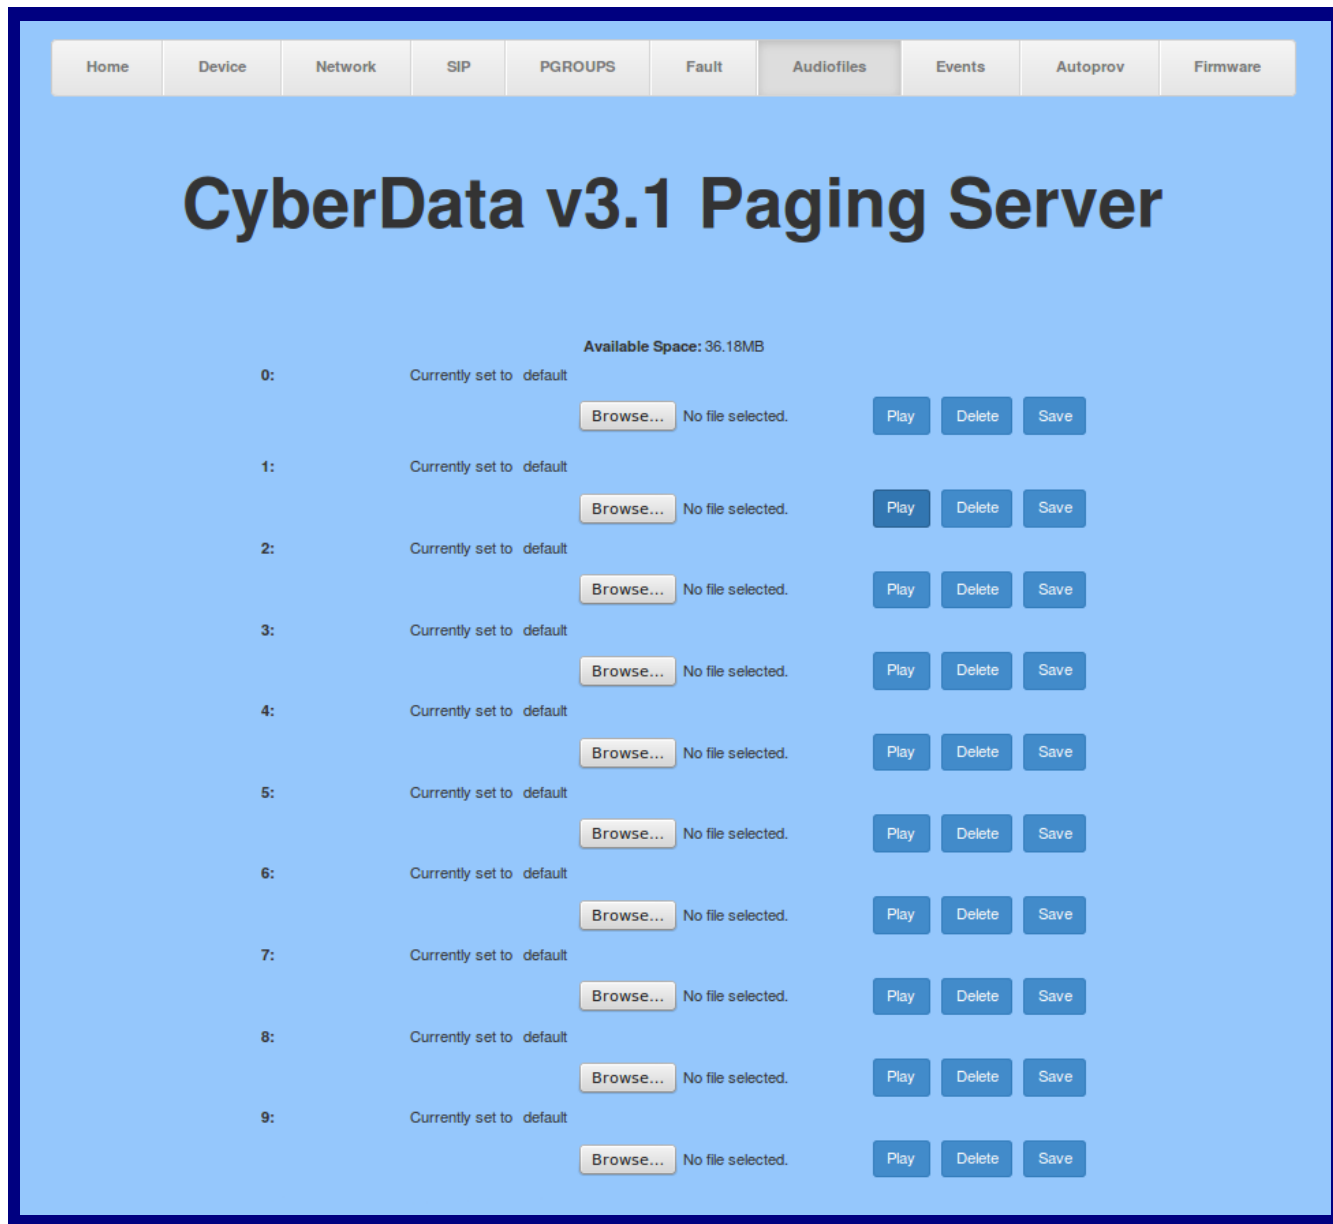 Home Device Network SIP PGROUPS Fault Audiofiles Events Autoprov Firmware
CyberData v3.1 Paging Server
Available Space: 36.18MB
0: Currently set to default
Browse... No file selected. Play Delete Save
1: Currently set to default
Browse... No file selected. Play Delete Save
2: Currently set to default
Browse... No file selected. Play Delete Save
3: Currently set to default
Browse... No file selected. Play Delete Save
4: Currently set to default
Browse... No file selected. Play Delete Save
5: Currently set to default
Browse... No file selected. Play Delete Save
6: Currently set to default
Browse... No file selected. Play Delete Save
7: Currently set to default
Browse... No file selected. Play Delete Save
8: Currently set to default
Browse... No file selected. Play Delete Save
9: Currently set to default
Browse... No file selected. Play Delete Save